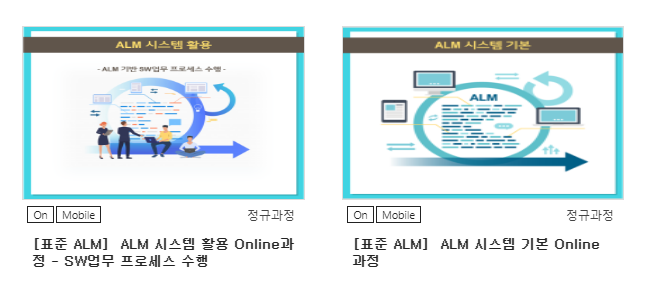 ALM 시스템 활용
- ALM 기반 SW업무 프로세스 수행 -
On Mobile 정규과정
[표준 ALM] ALM 시스템 활용 Online과
정 - SW업무 프로세스 수행
ALM 시스템 기본
ALM
On Mobile 정규과정
[표준 ALM] ALM 시스템 기본 Online
과정